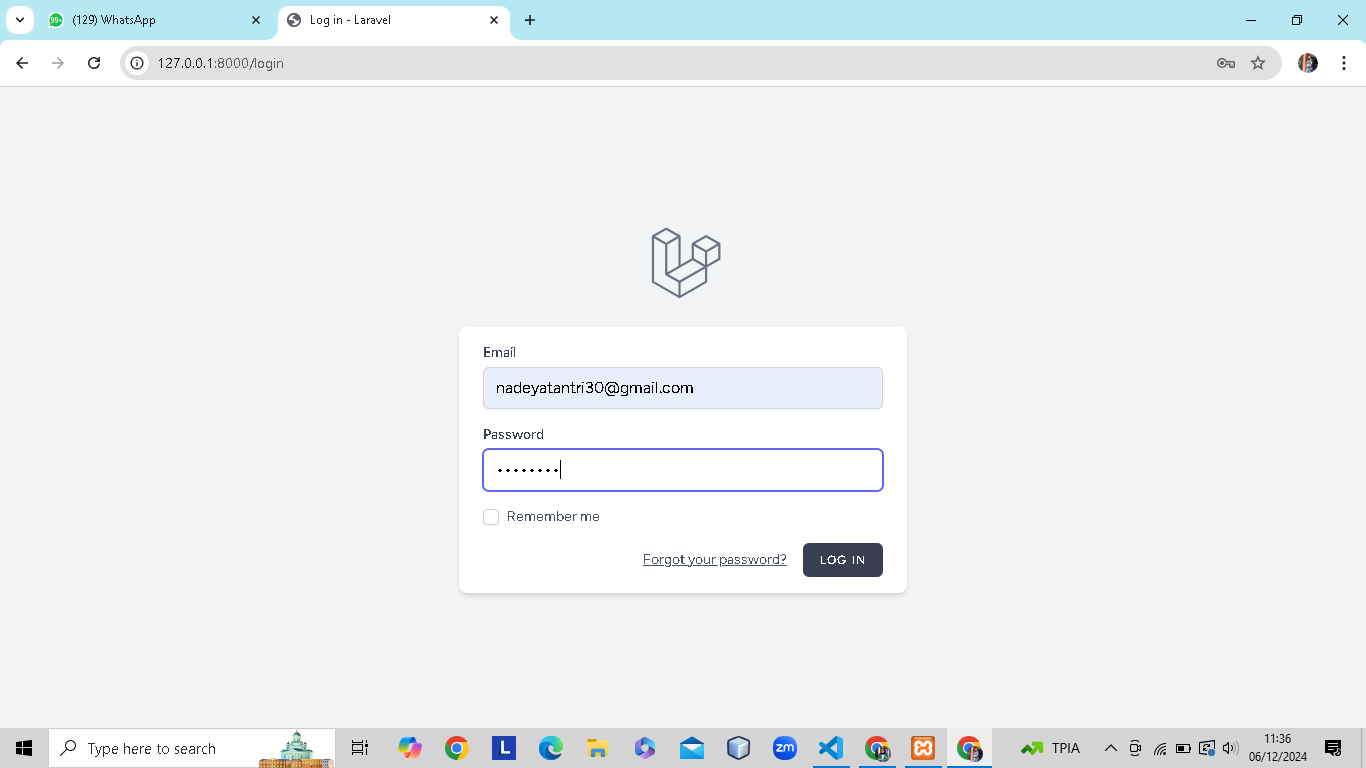 99+
(129) WhatsApp
Log in - Laravel
127.0.0.1:8000/login
Email
nadeyatantri30@gmail.com
Password
••••••••
Remember me
Forgot your password?
LOG IN
Type here to search
L
zm
TPIA
11:36
06/12/2024